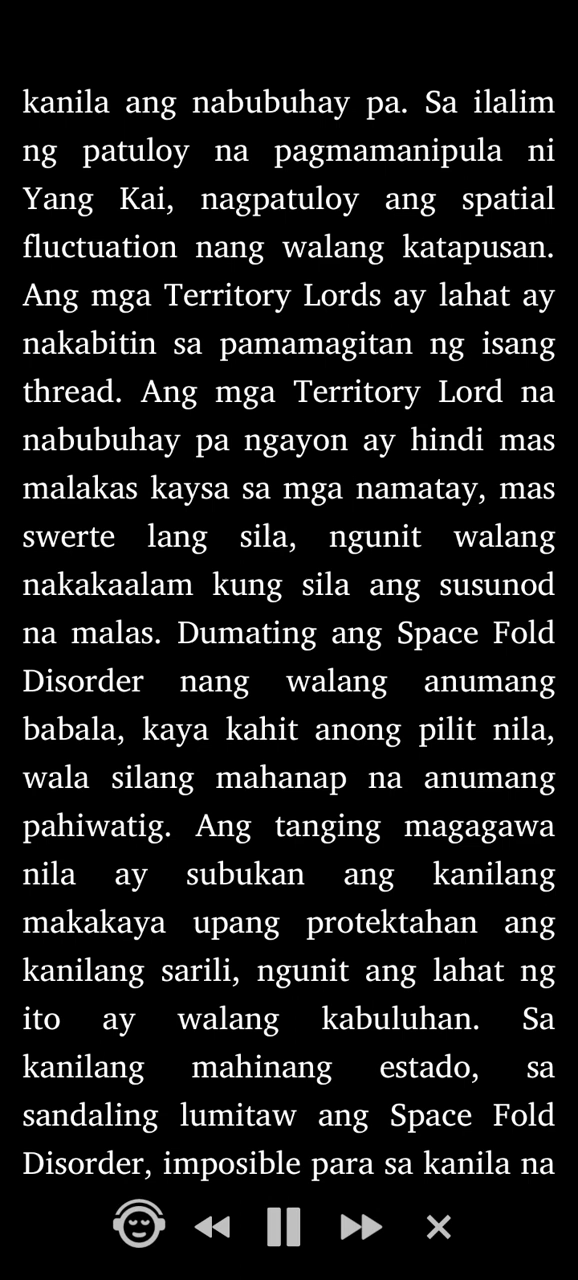 kanila ang nabubuhay pa. Sa ilalim
ng patuloy na pagmamanipula ni
Yang Kai, nagpatuloy ang spatial
fluctuation nang walang katapusan.
Ang mga Territory Lords ay lahat ay
nakabitin sa pamamagitan ng isang
thread. Ang mga Territory Lord na
nabubuhay pa ngayon ay hindi mas
malakas kaysa sa mga namatay, mas
swerte lang sila, ngunit walang
nakakaalam kung sila ang susunod
na malas. Dumating ang Space Fold
Disorder nang walang anumang
babala, kaya kahit anong pilit nila,
wala silang mahanap na anumang
pahiwatig. Ang tanging magagawa
nila ay subukan ang kanilang
makakaya upang protektahan ang
kanilang sarili, ngunit ang lahat ng
ito ay walang kabuluhan. Sa
kanilang mahinang estado, sa
sandaling lumitaw ang Space Fold
Disorder, imposible para sa kanila na